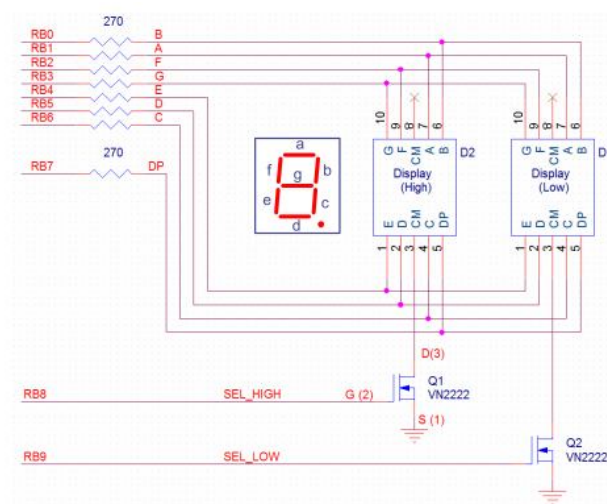 270
RB0 B
RB1 A
RB2 F
RB3 G
RB4 E
RB5 D
RB6 C
270
RB7 DP
a
f b
g
e c
d
10 9 8 7 6
G F CM A B
D2
Display
(High)
E D CM C DP
1 2 3 4 5
10 9 8 7 6
G F CM A B
D
Display
(Low)
E D CM C DP
1 2 3 4 5
D(3)
RB8 SEL_HIGH G (2)
Q1
VN2222
S (1)
RB9 SEL_LOW
Q2
VN2222